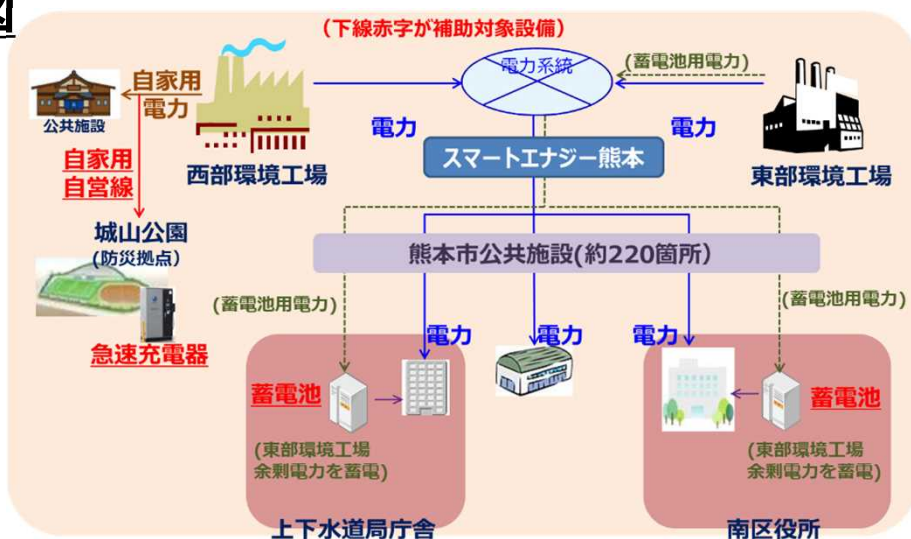 図
（下線赤字が補助対象設備）
電力系統
(蓄電池用電力)
自家用
電力
公共施設
電力
電力
スマートエナジー熊本
西部環境工場
東部環境工場
自家用
自営線
城山公園
(防災拠点)
熊本市公共施設(約220箇所)
(蓄電池用電力)
(蓄電池用電力)
電力
電力
電力
急速充電器
蓄電池
蓄電池
(東部環境工場
余剰電力を蓄電)
(東部環境工場
余剰電力を蓄電)
上下水道局庁舎
南区役所